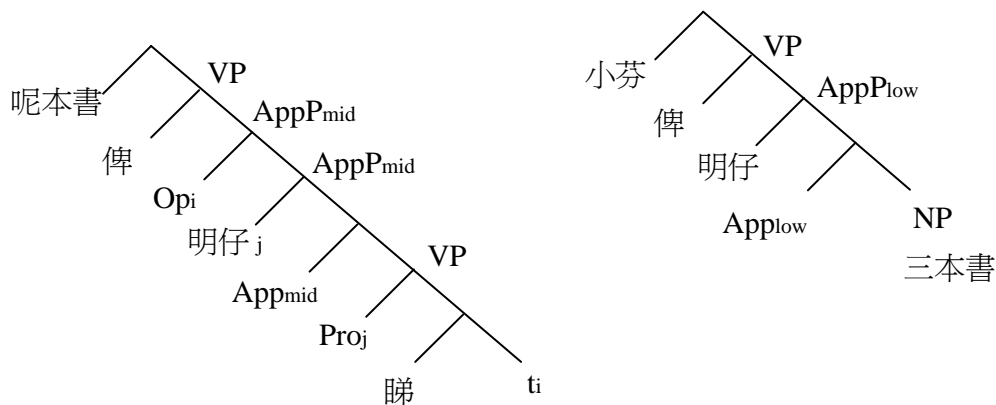 呢本書
VP
俾
AppPmid
Opi
AppPmid
明仔 j
Appmid
VP
Proj
睇
ti
小芬
VP
俾
AppPlow
明仔
Applow
NP
三本書